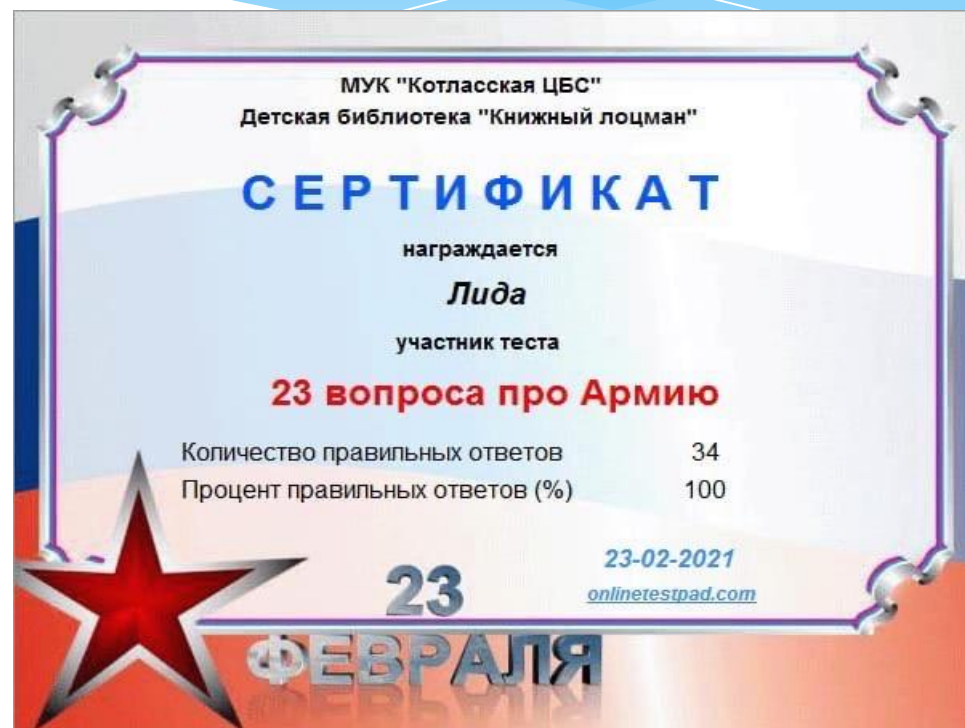 МУК "Котласская ЦБС"
Детская библиотека "Книжный лоцман"
СЕРТИФИКАТ
награждается
Лида
участник теста
23 вопроса про Армию
Количество правильных ответов 34
Процент правильных ответов (%) 100
23-02-2021
onlinetestpad.com
23
ФЕВРАЛЯ